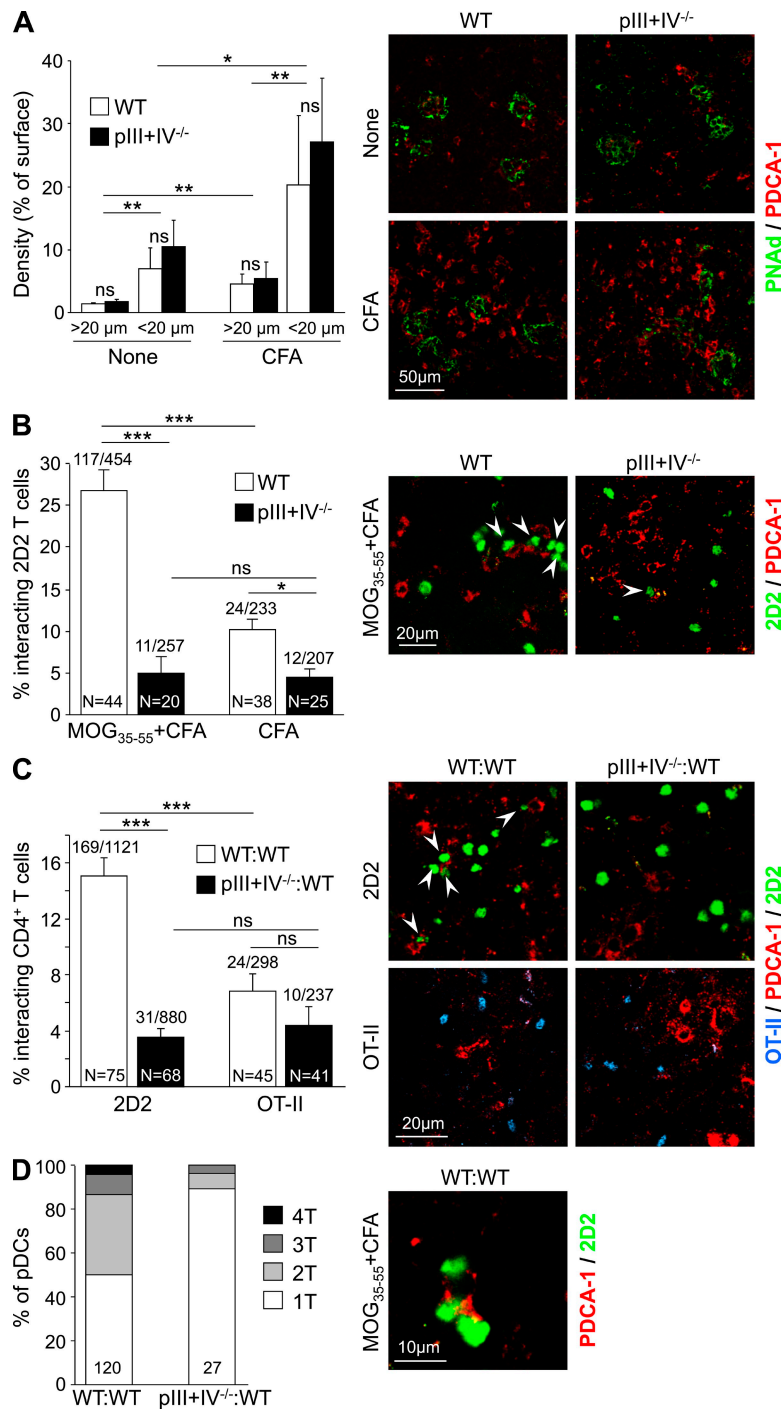 A
WT
pIII+IV-/-
Density (% of surface)
40
30
20
10
0
WT
pIII+IV-/-
*
**
ns
ns
**
**
ns
ns
>20 µm
<20 µm
>20 µm
<20 µm
None
CFA
None
CFA
50µm
PNAd / PDCA-1
B
% interacting 2D2 T cells
30
25
20
15
10
5
0
***
***
117/454
WT
pIII+IV-/-
ns
*
24/233
11/257
12/207
N=44
N=20
N=38
N=25
MOG35-55+CFA
CFA
WT
pIII+IV-/-
MOG35-55+CFA
20µm
2D2 / PDCA-1
C
% interacting CD4+ T cells
16
12
8
4
0
***
***
169/1121
WT:WT
pIII+IV-/-:WT
ns
ns
24/298
31/880
10/237
N=75
N=68
N=45
N=41
2D2
OT-II
WT:WT
pIII+IV-/-:WT
2D2
OT-II
20µm
OT-II / PDCA-1 / 2D2
D
% of pDCs
100
80
60
40
20
0
4T
3T
2T
1T
120
27
WT:WT
pIII+IV-/-:WT
WT:WT
MOG35-55+CFA
10µm
PDCA-1 / 2D2